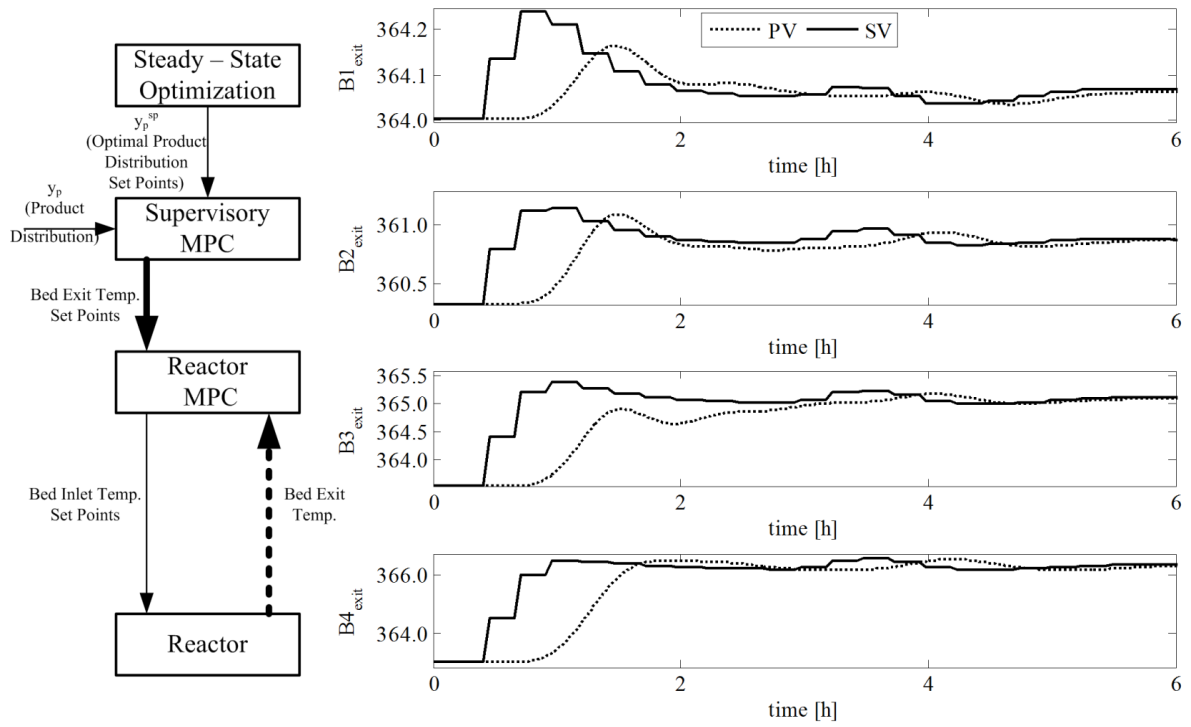 Steady – State
Optimization
y_p^sp
(Optimal Product
Distribution
Set Points)
y_p
(Product
Distribution)
Supervisory
MPC
Bed Exit Temp.
Set Points
Reactor
MPC
Bed Inlet Temp.
Set Points
Bed Exit
Temp.
Reactor
PV SV
B1_exit
364.2
364.1
364.0
0 2 4 6
time [h]
B2_exit
361.0
360.5
0 2 4 6
time [h]
B3_exit
365.5
365.0
364.5
364.0
0 2 4 6
time [h]
B4_exit
366.0
364.0
0 2 4 6
time [h]